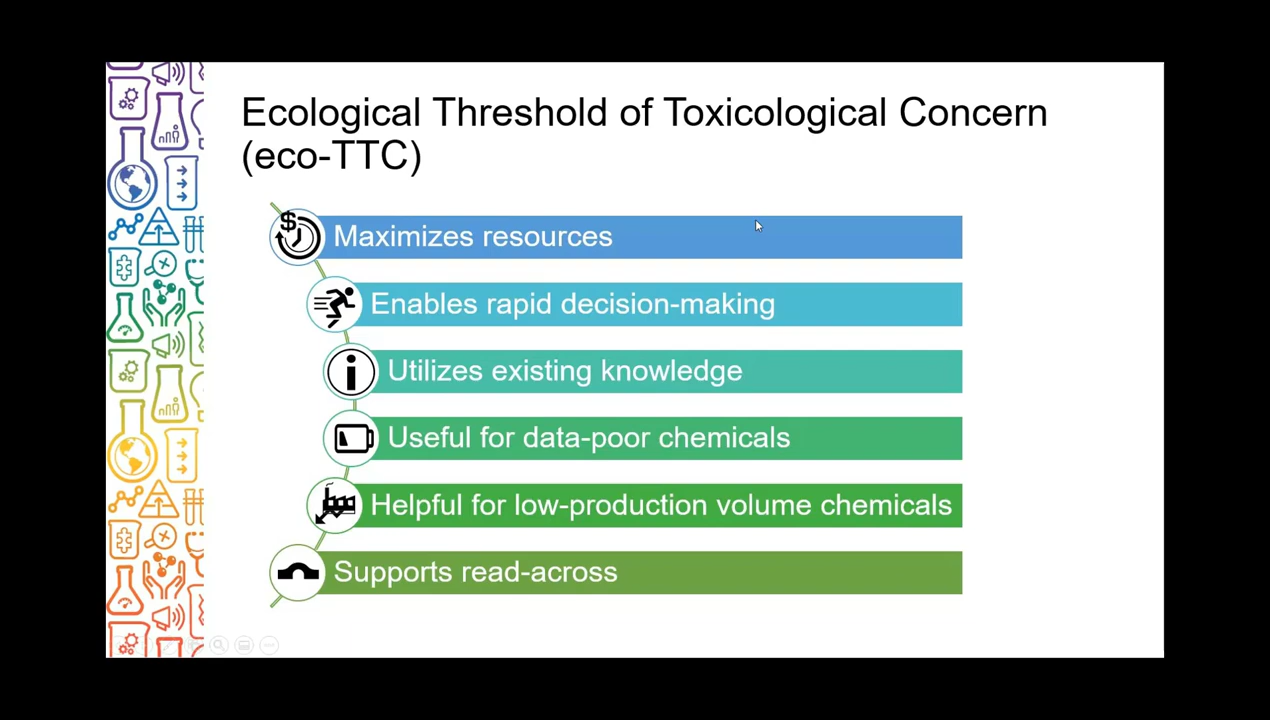 Ecological Threshold of Toxicological Concern
(eco-TTC)
Maximizes resources
Enables rapid decision-making
Utilizes existing knowledge
Useful for data-poor chemicals
Helpful for low-production volume chemicals
Supports read-across